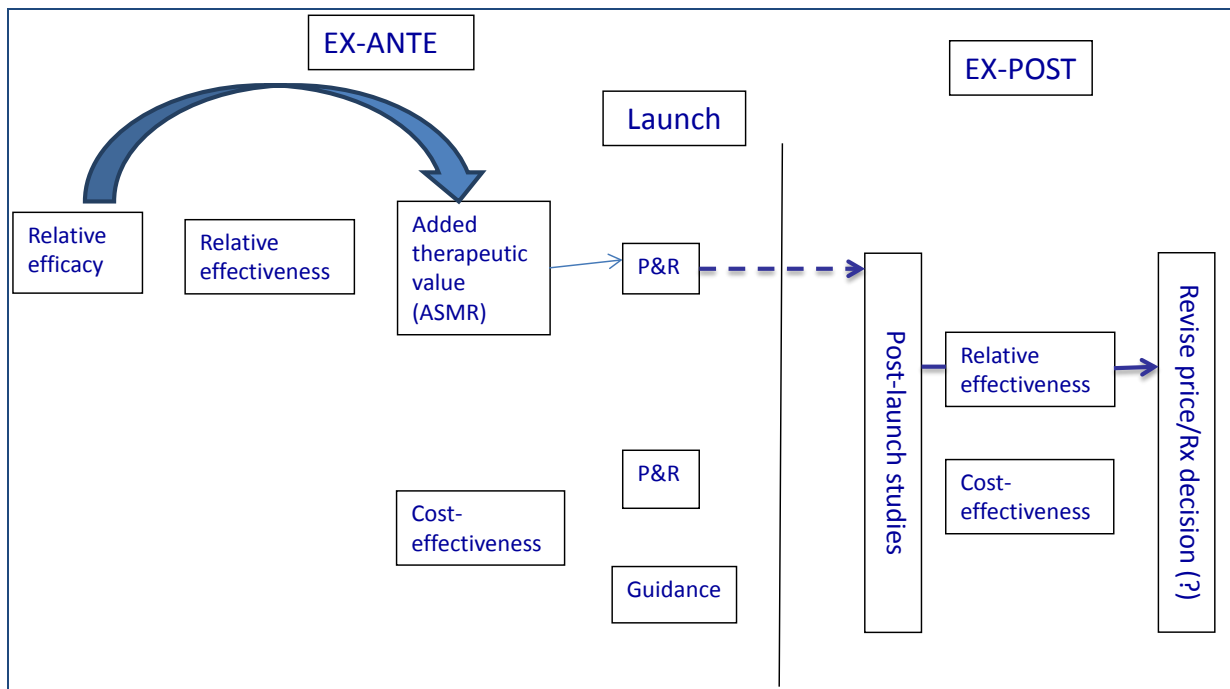 EX-ANTE
EX-POST
Launch
Relative
efficacy
Relative
effectiveness
Added
therapeutic
value
(ASMR)
P&R
Post-launch studies
Relative
effectiveness
Revise price/Rx decision (?)
P&R
Cost-
effectiveness
Cost-
effectiveness
Guidance